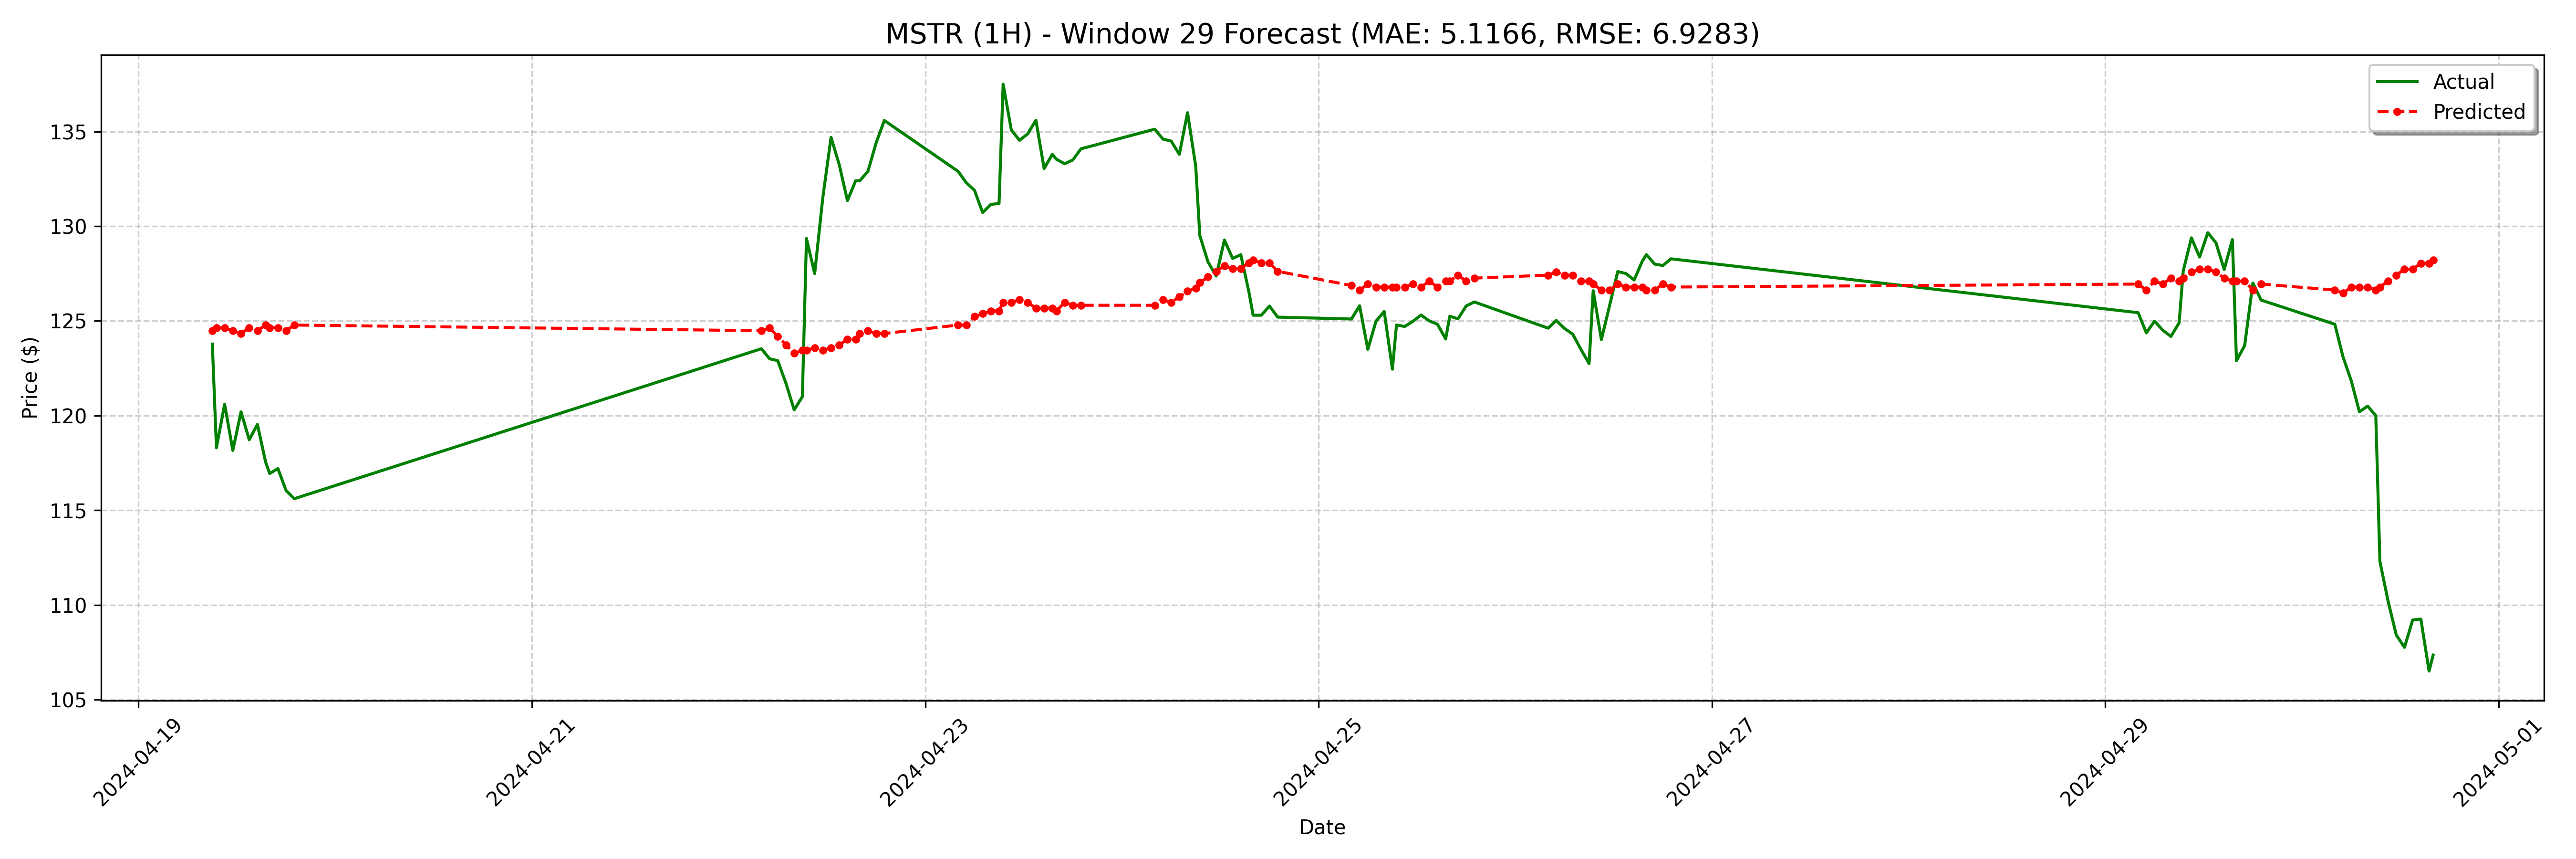 MSTR (1H) - Window 29 Forecast (MAE: 5.1166, RMSE: 6.9283)
Actual
Predicted
Price ($)
135
130
125
120
115
110
105
2024-04-19
2024-04-21
2024-04-23
2024-04-25
2024-04-27
2024-04-29
2024-05-01
Date